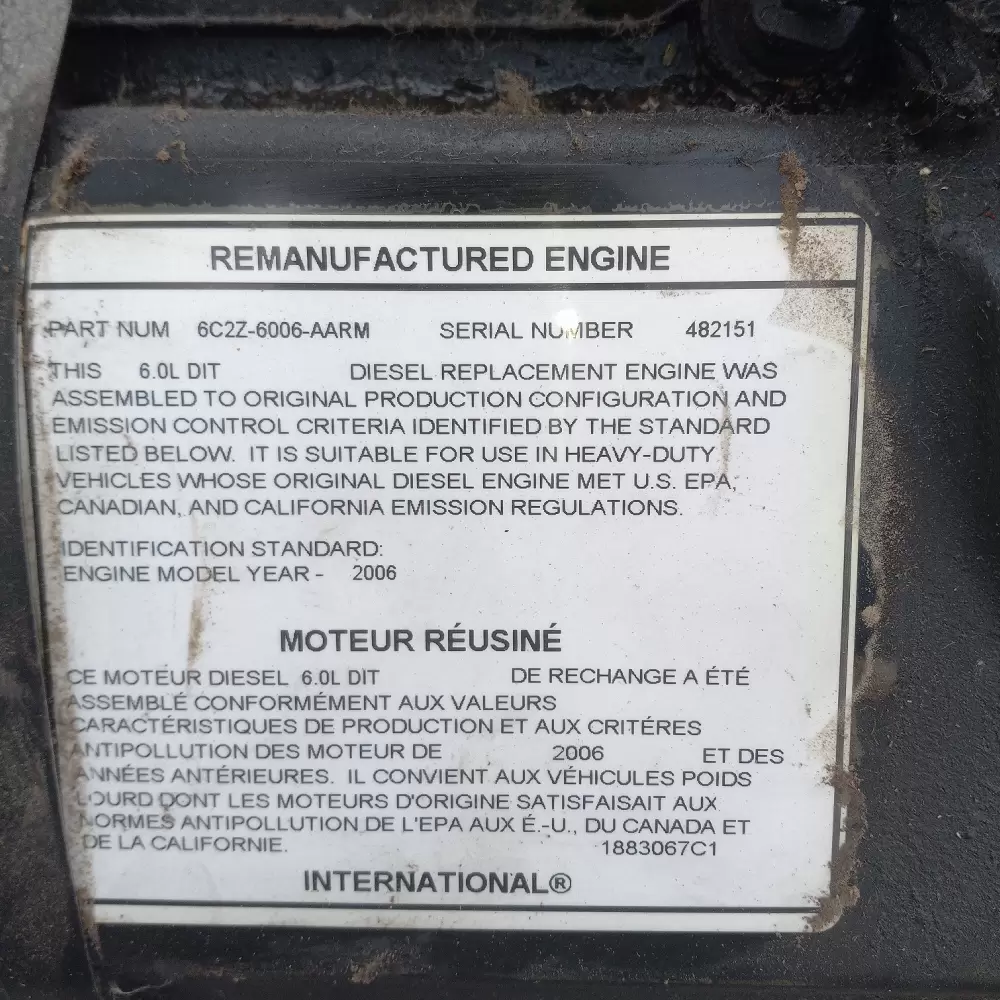 REMANUFACTURED ENGINE
PART NUM 6C2Z-6006-AARM SERIAL NUMBER 482151
THIS 6.0L DIT DIESEL REPLACEMENT ENGINE WAS
ASSEMBLED TO ORIGINAL PRODUCTION CONFIGURATION AND
EMISSION CONTROL CRITERIA IDENTIFIED BY THE STANDARD
LISTED BELOW. IT IS SUITABLE FOR USE IN HEAVY-DUTY
VEHICLES WHOSE ORIGINAL DIESEL ENGINE MET U.S. EPA,
CANADIAN, AND CALIFORNIA EMISSION REGULATIONS.
IDENTIFICATION STANDARD:
ENGINE MODEL YEAR - 2006
MOTEUR RÉUSINÉ
CE MOTEUR DIESEL 6.0L DIT DE RECHANGE A ÉTÉ
ASSEMBLÉ CONFORMÉMENT AUX VALEURS
CARACTÉRISTIQUES DE PRODUCTION ET AUX CRITÉRES
ANTIPOLLUTION DES MOTEUR DE 2006 ET DES
ANNÉES ANTÉRIEURES. IL CONVIENT AUX VÉHICULES POIDS
LOURD DONT LES MOTEURS D'ORIGINE SATISFAISAIT AUX
NORMES ANTIPOLLUTION DE L'EPA AUX É.-U., DU CANADA ET
DE LA CALIFORNIE. 1883067C1
INTERNATIONAL®